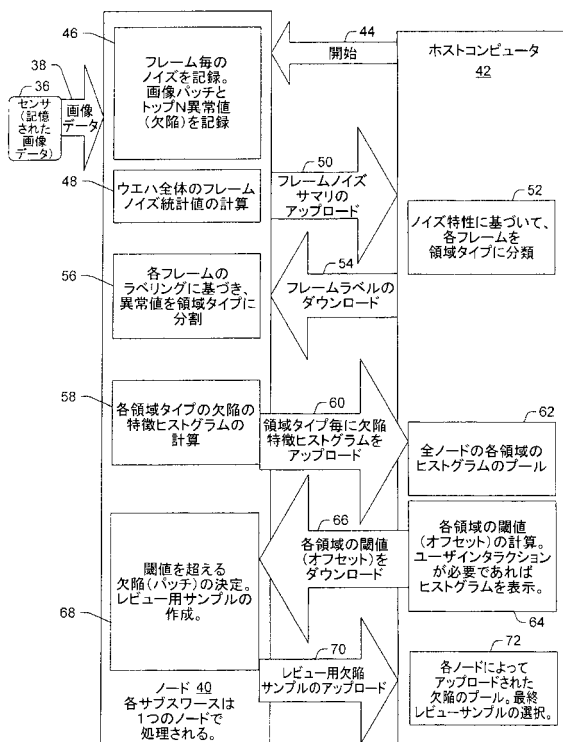 46
フレーム毎の
ノイズを記録。
画像パッチと
トップN異常値
(欠陥)を記録
44
開始
ホストコンピュータ
42
38
36
センサ
(記憶された
画像
データ)
画像
データ
48
ウエハ全体のフレーム
ノイズ統計値の計算
50
フレームノイズ
サマリの
アップロード
52
ノイズ特性に基づいて、
各フレームを
領域タイプに分類
54
フレームラベルの
ダウンロード
56
各フレームの
ラベリングに基づき、
異常値を領域タイプに
分割
58
各領域タイプの欠陥の
特徴ヒストグラムの
計算
60
領域タイプ毎に欠陥
特徴ヒストグラムを
アップロード
62
全ノードの各領域の
ヒストグラムのプール
66
各領域の閾値
(オフセット)を
ダウンロード
各領域の閾値
(オフセット)の計算。
ユーザインタラクション
が必要であれば
ヒストグラムを表示。
64
閾値を超える
欠陥(パッチ)の決定。
レビュー用サンプルの
作成。
68
70
レビュー用欠陥
サンプルのアップロード
72
各ノードによって
アップロードされた
欠陥のプール。最終
レビューサンプルの選択。
ノード 40
各サブスワースは
1つのノードで
処理される。